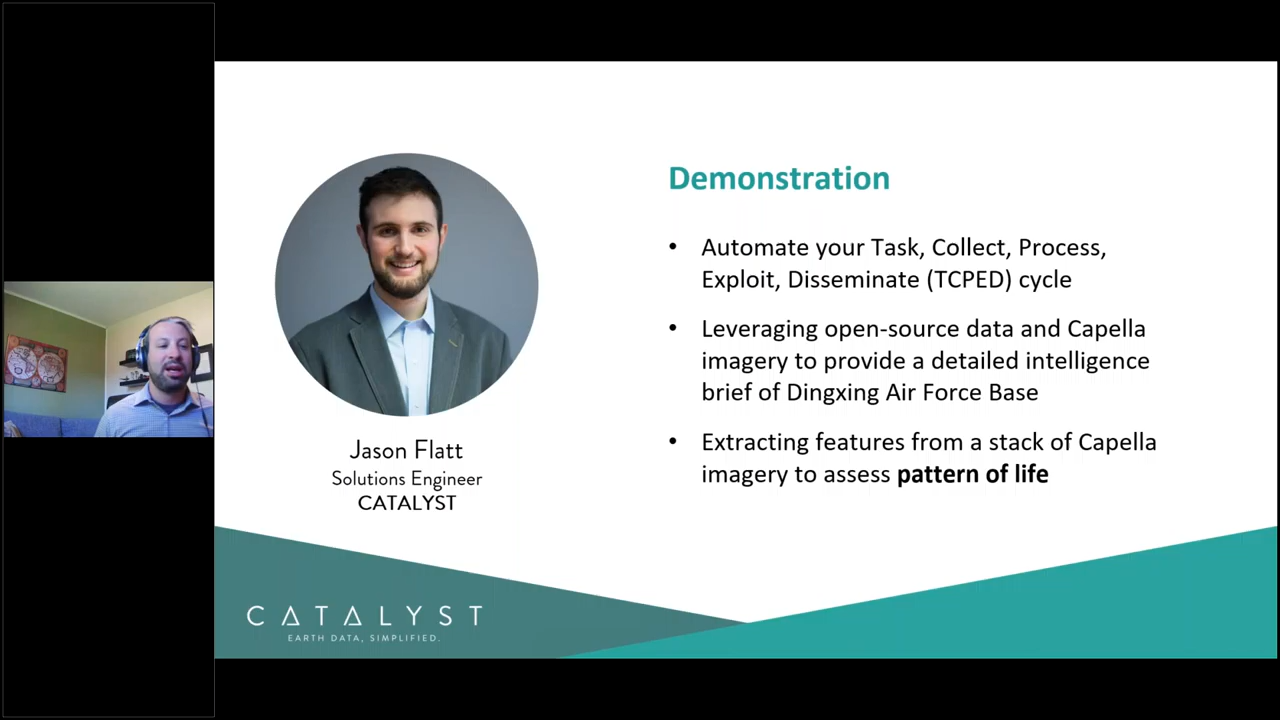 Jason Flatt
Solutions Engineer
CATALYST
Demonstration
• Automate your Task, Collect, Process,
Exploit, Disseminate (TCPED) cycle
• Leveraging open-source data and Capella
imagery to provide a detailed intelligence
brief of Dingxing Air Force Base
• Extracting features from a stack of Capella
imagery to assess pattern of life
CATALYST
EARTH DATA, SIMPLIFIED.